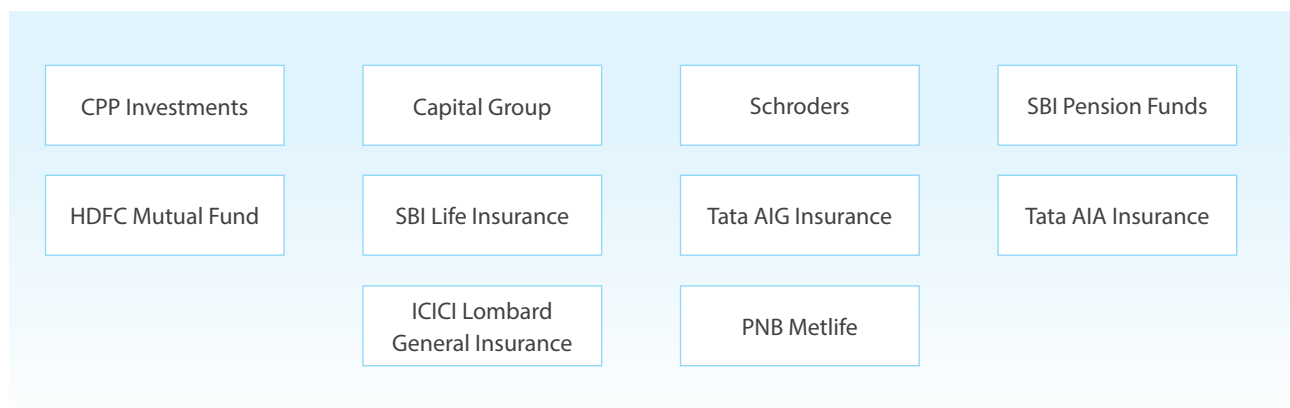 CPP Investments
Capital Group
Schroders
SBI Pension Funds
HDFC Mutual Fund
SBI Life Insurance
Tata AIG Insurance
Tata AIA Insurance
ICICI Lombard
General Insurance
PNB Metlife